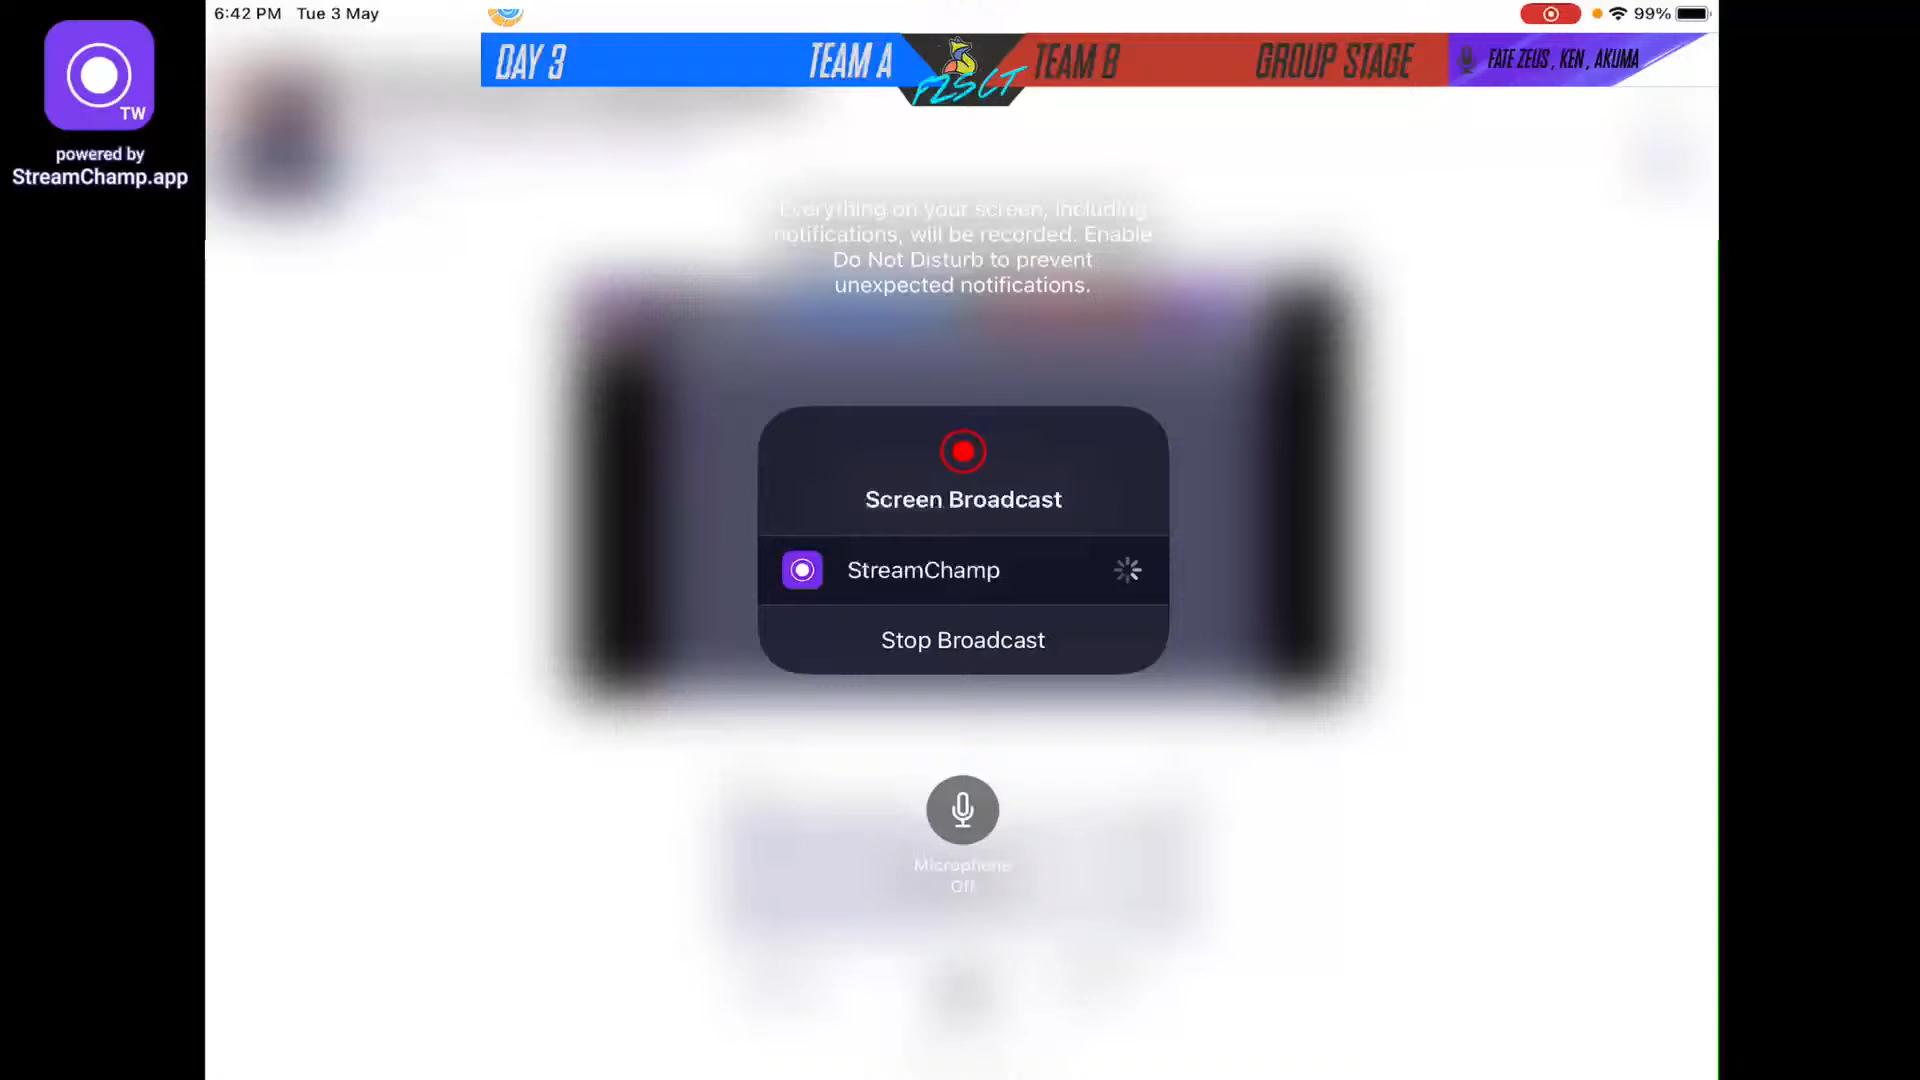 6:42 PM Tue 3 May
99%
DAY 3
TEAM A
F2SCT
TEAM B
GROUP STAGE
FATE ZEUS, KEN, AKUMA
TW
powered by
StreamChamp.app
Everything on your screen, including
notifications, will be recorded. Enable
Do Not Disturb to prevent
unexpected notifications.
Screen Broadcast
StreamChamp
Stop Broadcast
Microphone
Off